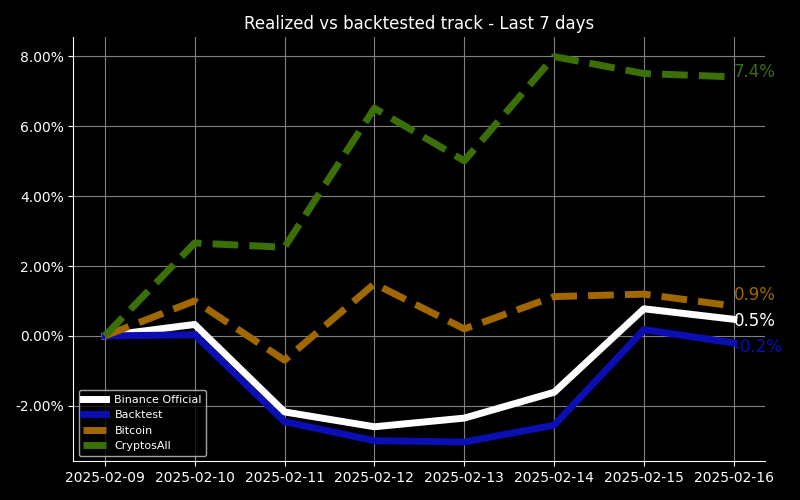 Realized vs backtested track - Last 7 days
8.00%
6.00%
4.00%
2.00%
0.00%
-2.00%
7.4%
0.9%
0.5%
-0.2%
Binance Official
Backtest
Bitcoin
CryptosAll
2025-02-09 2025-02-10 2025-02-11 2025-02-12 2025-02-13 2025-02-14 2025-02-15 2025-02-16